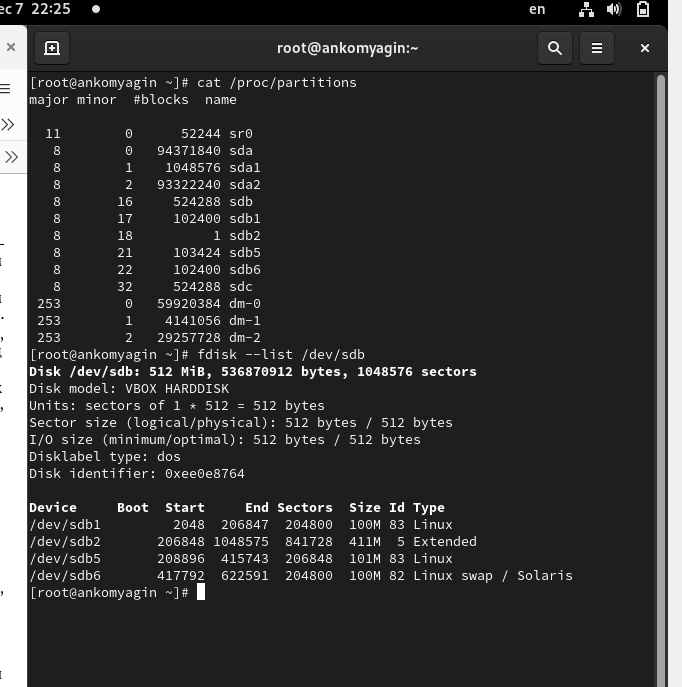 ec 7 22:25 en
root@ankomyagin:~
[root@ankomyagin ~]# cat /proc/partitions
major minor  #blocks  name
11        0      52244 sr0
8        0   94371840 sda
8        1    1048576 sda1
8        2   93322240 sda2
8       16     524288 sdb
8       17     102400 sdb1
8       18          1 sdb2
8       21     103424 sdb5
8       22     102400 sdb6
8       32     524288 sdc
253        0   59920384 dm-0
253        1    4141056 dm-1
253        2   29257728 dm-2
[root@ankomyagin ~]# fdisk --list /dev/sdb
Disk /dev/sdb: 512 MiB, 536870912 bytes, 1048576 sectors
Disk model: VBOX HARDDISK
Units: sectors of 1 * 512 = 512 bytes
Sector size (logical/physical): 512 bytes / 512 bytes
I/O size (minimum/optimal): 512 bytes / 512 bytes
Disklabel type: dos
Disk identifier: 0xee0e8764
Device     Boot  Start     End Sectors  Size Id Type
/dev/sdb1         2048  206847  204800  100M 83 Linux
/dev/sdb2       206848 1048575  841728  411M  5 Extended
/dev/sdb5       208896  415743  206848  101M 83 Linux
/dev/sdb6       417792  622591  204800  100M 82 Linux swap / Solaris
[root@ankomyagin ~]#